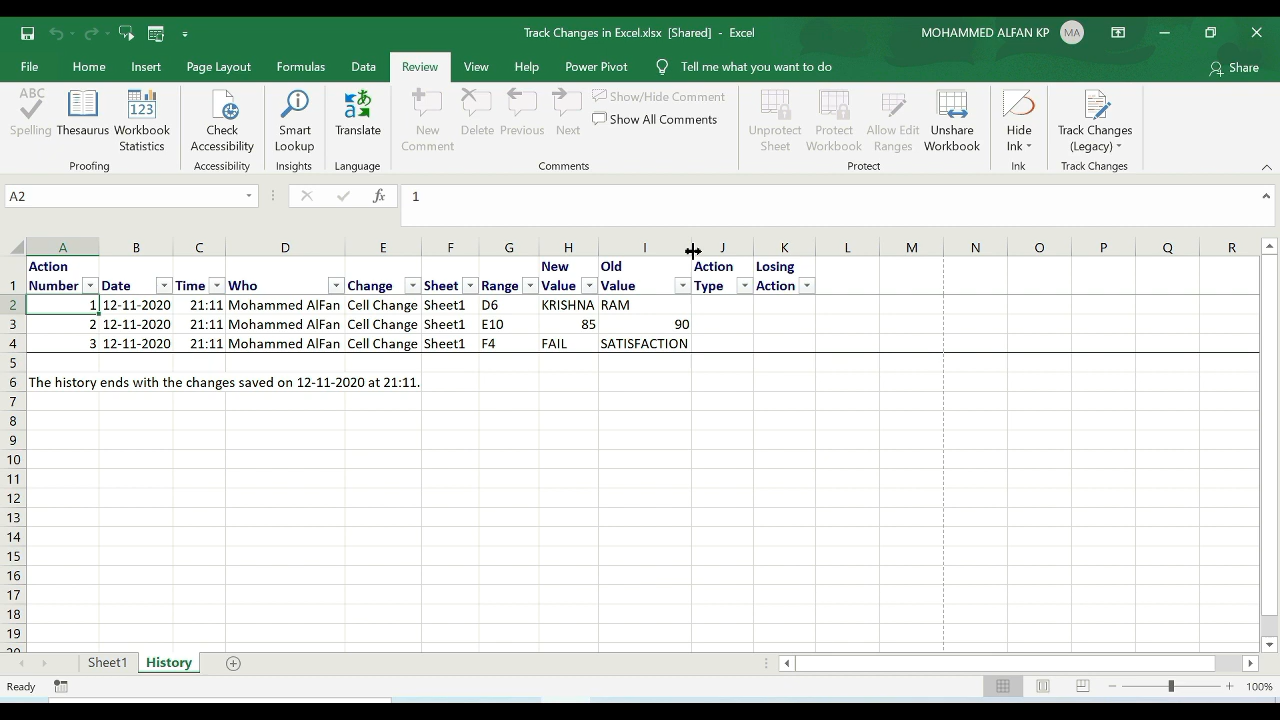 Track Changes in Excel.xlsx [Shared] - Excel
MOHAMMED ALFAN KP
MA
File Home Insert Page Layout Formulas Data Review View Help Power Pivot Tell me what you want to do Share
ABC
Spelling
Thesaurus
123
Workbook
Statistics
Proofing
Check
Accessibility
Accessibility
Smart
Lookup
Insights
Translate
Language
New
Comment
Delete
Previous
Next
Show/Hide Comment
Show All Comments
Comments
Unprotect
Sheet
Protect
Workbook
Allow Edit
Ranges
Unshare
Workbook
Protect
Hide
Ink
Ink
Track Changes
(Legacy)
Track Changes
A2 fx 1
A B C D E F G H I J K L M N O P Q R
Action New Old Action Losing
1 Number Date Time Who Change Sheet Range Value Value Type Action
2 1 12-11-2020 21:11 Mohammed AlFan Cell Change Sheet1 D6 KRISHNA RAM
3 2 12-11-2020 21:11 Mohammed AlFan Cell Change Sheet1 E10 85 90
4 3 12-11-2020 21:11 Mohammed AlFan Cell Change Sheet1 F4 FAIL SATISFACTION
5
6 The history ends with the changes saved on 12-11-2020 at 21:11.
7
8
9
10
11
12
13
14
15
16
17
18
19
Sheet1 History
Ready
100%